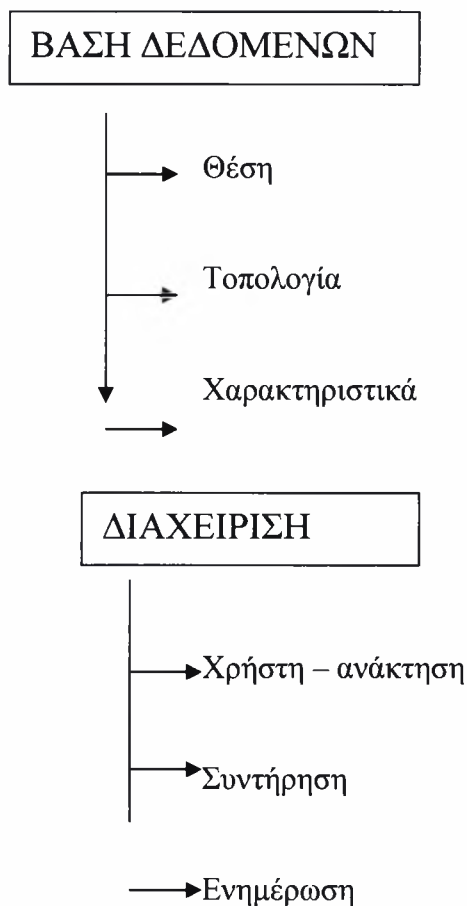 ΒΑΣΗ ΔΕΔΟΜΕΝΩΝ
Θέση
Τοπολογία
Χαρακτηριστικά
ΔΙΑΧΕΙΡΙΣΗ
Χρήστη – ανάκτηση
Συντήρηση
Ενημέρωση